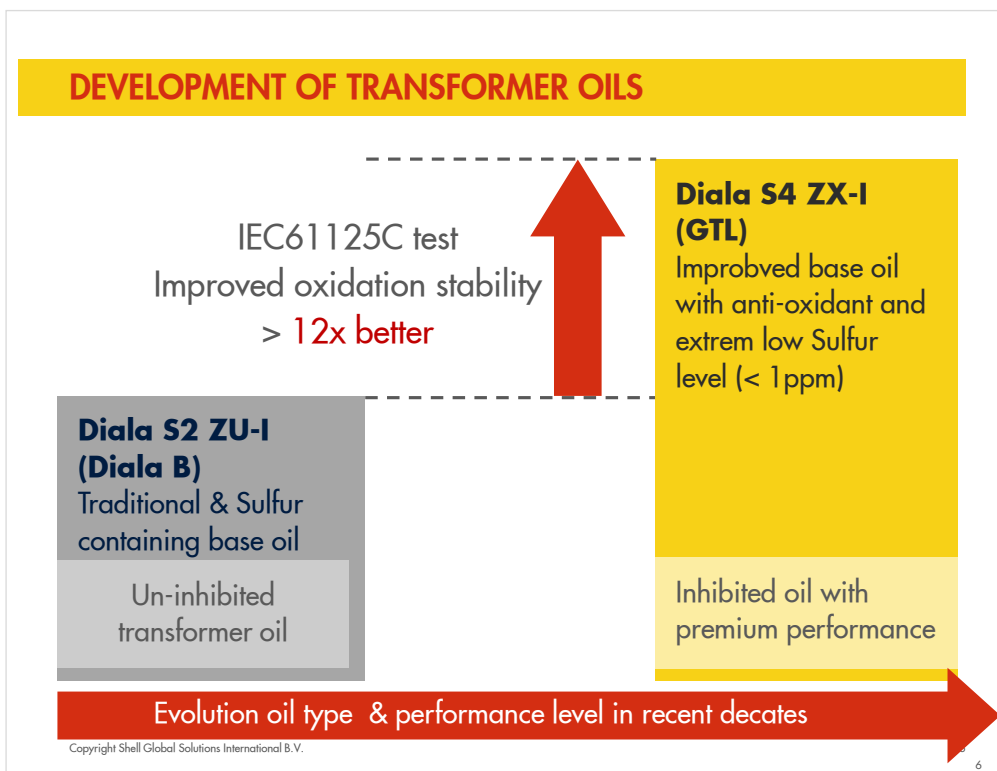 DEVELOPMENT OF TRANSFORMER OILS
IEC61125C test
Improved oxidation stability
> 12x better
Diala S4 ZX-I
(GTL)
Improbved base oil
with anti-oxidant and
extrem low Sulfur
level (< 1ppm)
Diala S2 ZU-I
(Diala B)
Traditional & Sulfur
containing base oil
Un-inhibited
transformer oil
Inhibited oil with
premium performance
Evolution oil type & performance level in recent decates
Copyright Shell Global Solutions International B.V.
6